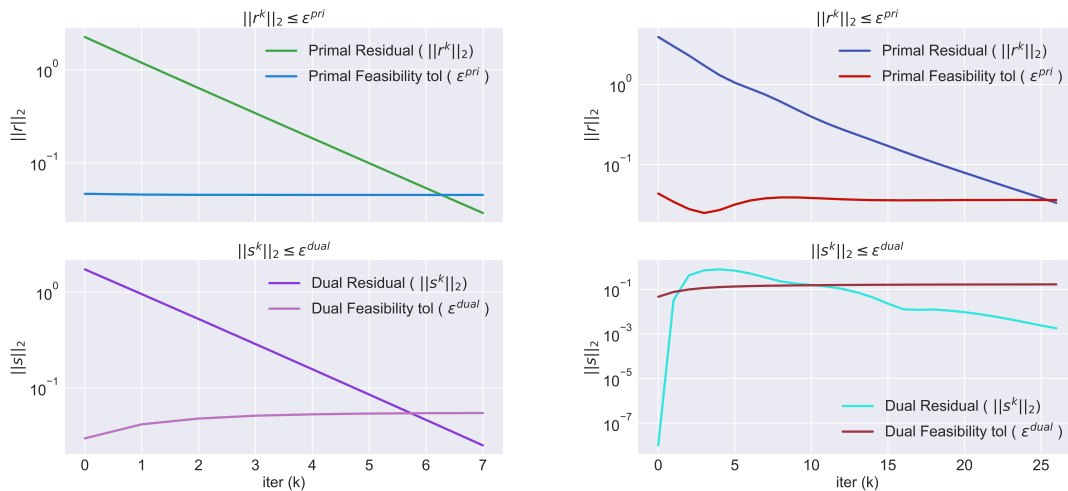 ||r^k||_2 ≤ ε^pri
Primal Residual ( ||r^k||_2)
Primal Feasibility tol ( ε^pri )
10^0
10^-1
||r||_2
||s^k||_2 ≤ ε^dual
Dual Residual ( ||s^k||_2)
Dual Feasibility tol ( ε^dual )
10^0
10^-1
||s||_2
0 1 2 3 4 5 6 7
iter (k)
||r^k||_2 ≤ ε^pri
Primal Residual ( ||r^k||_2)
Primal Feasibility tol ( ε^pri )
10^0
10^-1
||r||_2
||s^k||_2 ≤ ε^dual
10^-1
10^-3
10^-5
10^-7
||s||_2
Dual Residual ( ||s^k||_2)
Dual Feasibility tol ( ε^dual )
0 5 10 15 20 25
iter (k)